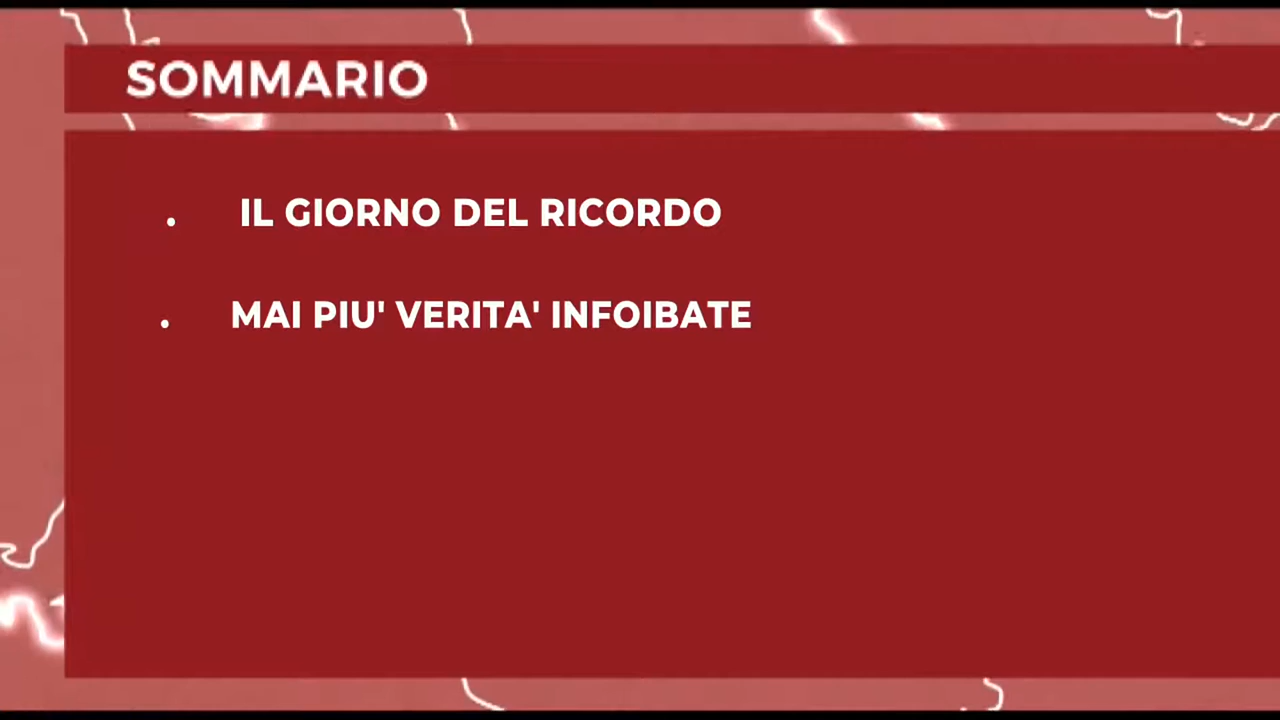 SOMMARIO
. IL GIORNO DEL RICORDO
. MAI PIU' VERITA' INFOIBATE